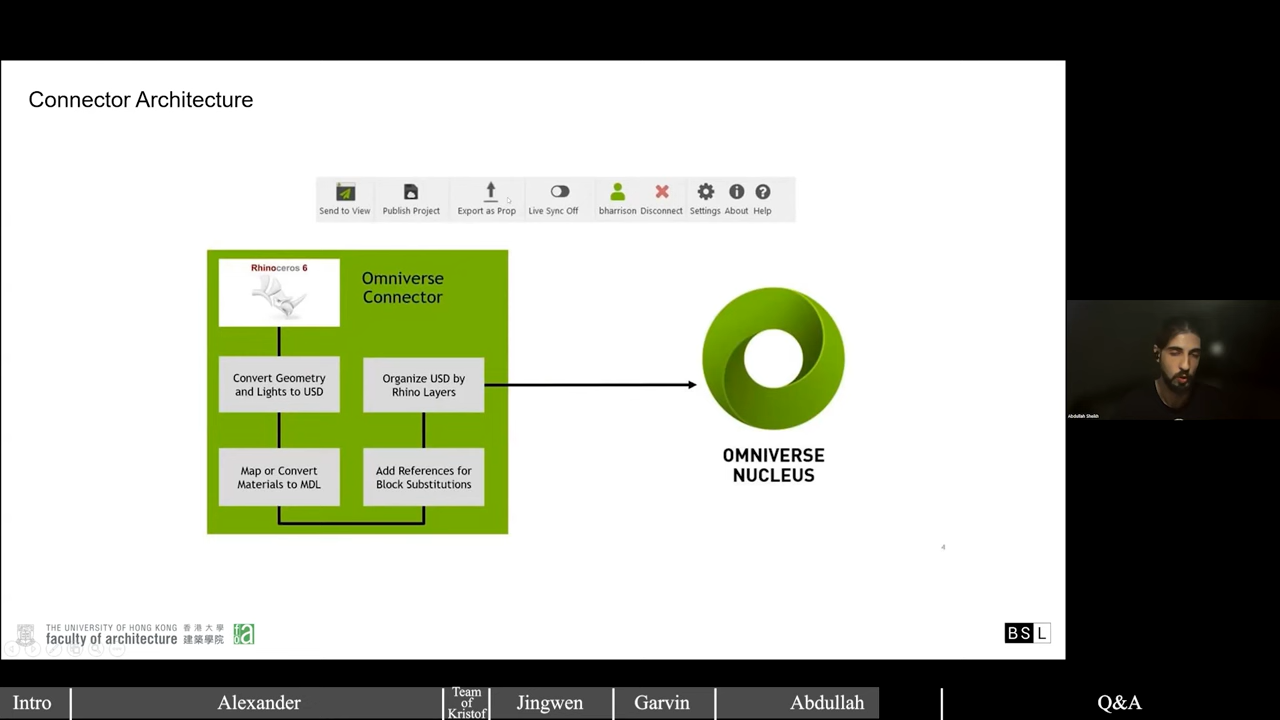 Connector Architecture
Send to View
Publish Project
Export as Prop
Live Sync Off
bharrison
Disconnect
Settings
About
Help
Rhinoceros 6
Omniverse
Connector
Convert Geometry
and Lights to USD
Organize USD by
Rhino Layers
Map or Convert
Materials to MDL
Add References for
Block Substitutions
OMNIVERSE
NUCLEUS
4
Abdullah Sheikh
THE UNIVERSITY OF HONG KONG 香港大學
faculty of architecture 建築學院
BSL
Intro
Alexander
Team
of
Kristof
Jingwen
Garvin
Abdullah
Q&A